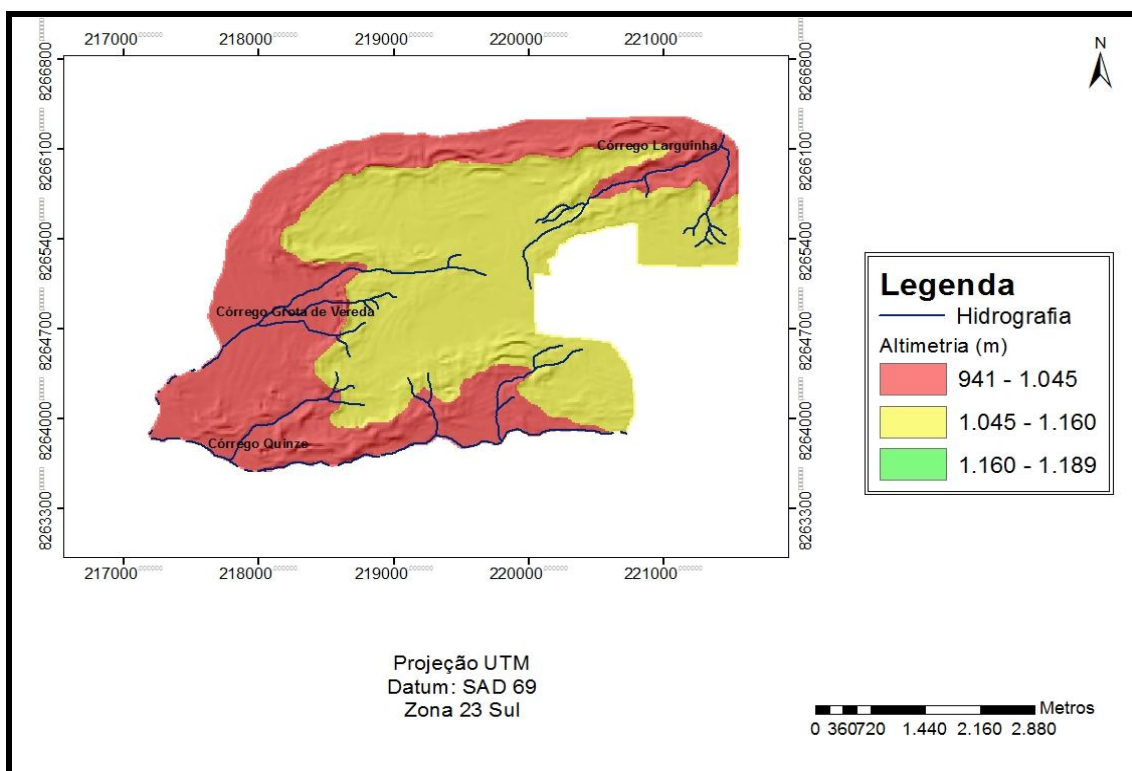 217000 218000 219000 220000 221000
N
8266800 8266800
8266100 8266100
8265400 8265400
8264700 8264700
8264000 8264000
8263300 8263300
Córrego Larguinha
Córrego Grota de Vereda
Córrego Quinze
217000 218000 219000 220000 221000
Legenda
Hidrografia
Altimetria (m)
941 - 1.045
1.045 - 1.160
1.160 - 1.189
Projeção UTM
Datum: SAD 69
Zona 23 Sul
Metros
0 360720 1.440 2.160 2.880